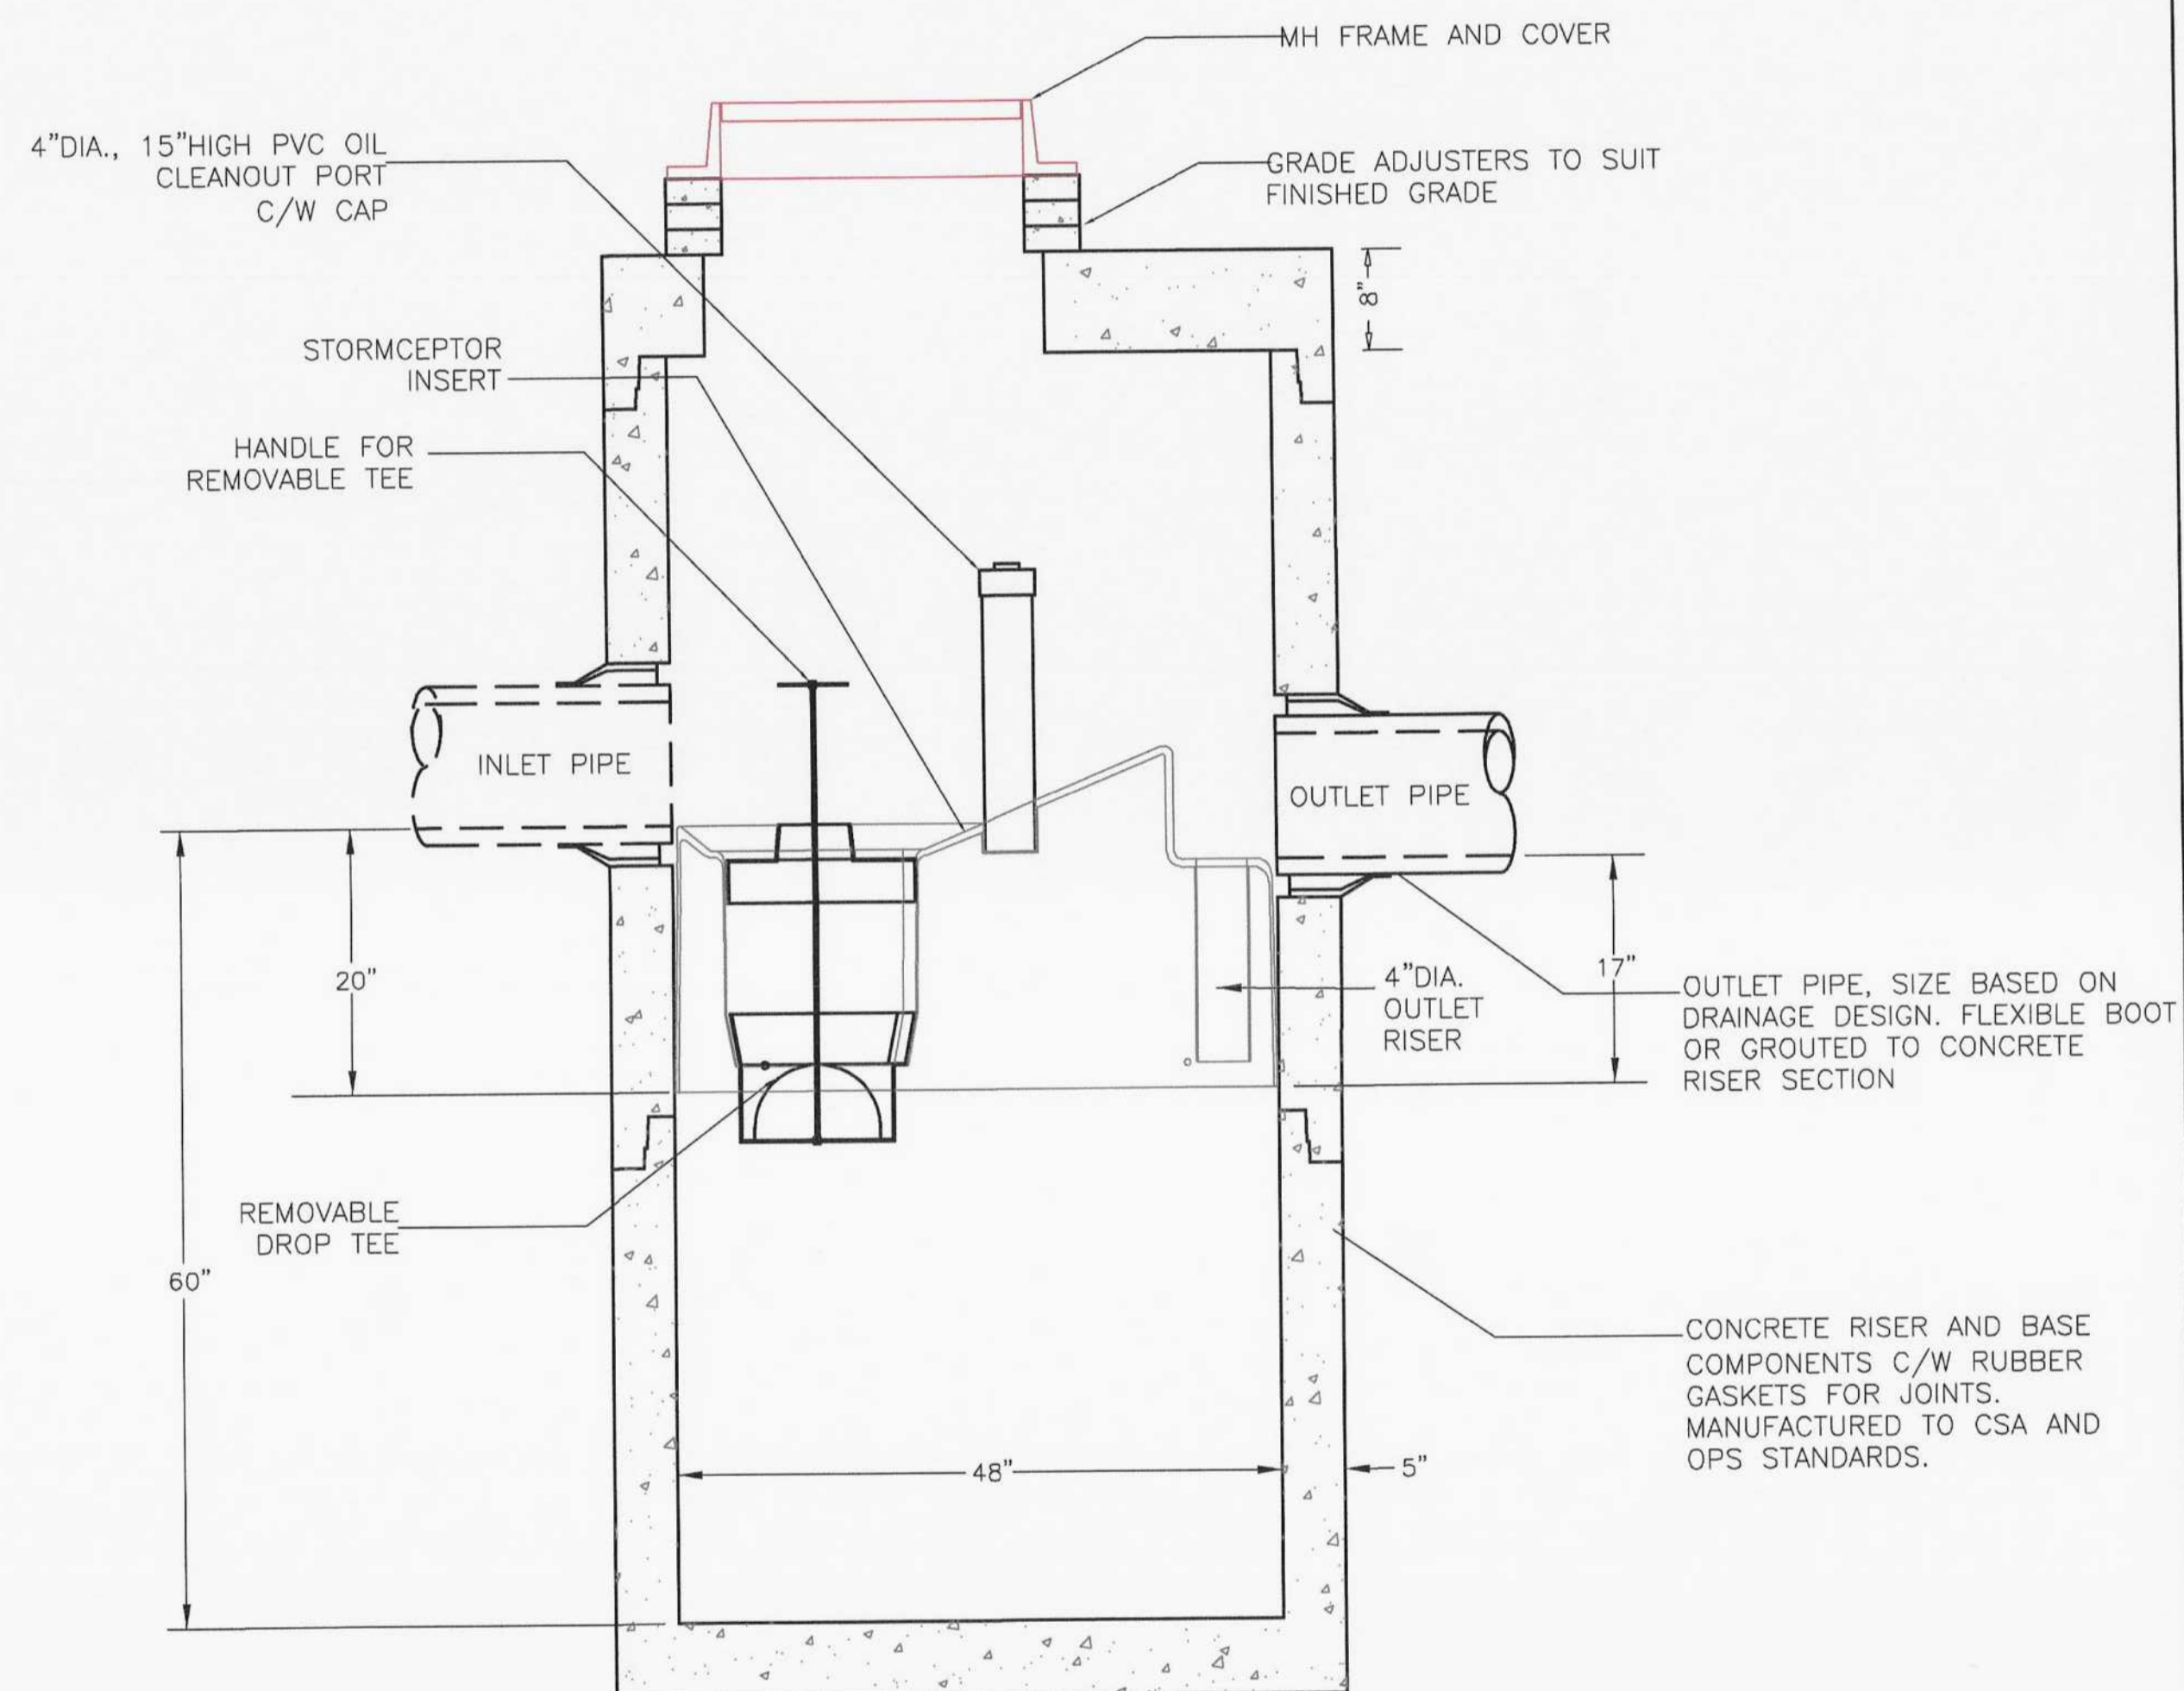 MH FRAME AND COVER
4"DIA., 15"HIGH PVC OIL
CLEANOUT PORT
C/W CAP
GRADE ADJUSTERS TO SUIT
FINISHED GRADE
8"
STORMCEPTOR
INSERT
HANDLE FOR
REMOVABLE TEE
INLET PIPE
OUTLET PIPE
20"
4"DIA.
OUTLET
RISER
17"
OUTLET PIPE, SIZE BASED ON
DRAINAGE DESIGN. FLEXIBLE BOOT
OR GROUTED TO CONCRETE
RISER SECTION
REMOVABLE
DROP TEE
60"
CONCRETE RISER AND BASE
COMPONENTS C/W RUBBER
GASKETS FOR JOINTS.
MANUFACTURED TO CSA AND
OPS STANDARDS.
48"
5"